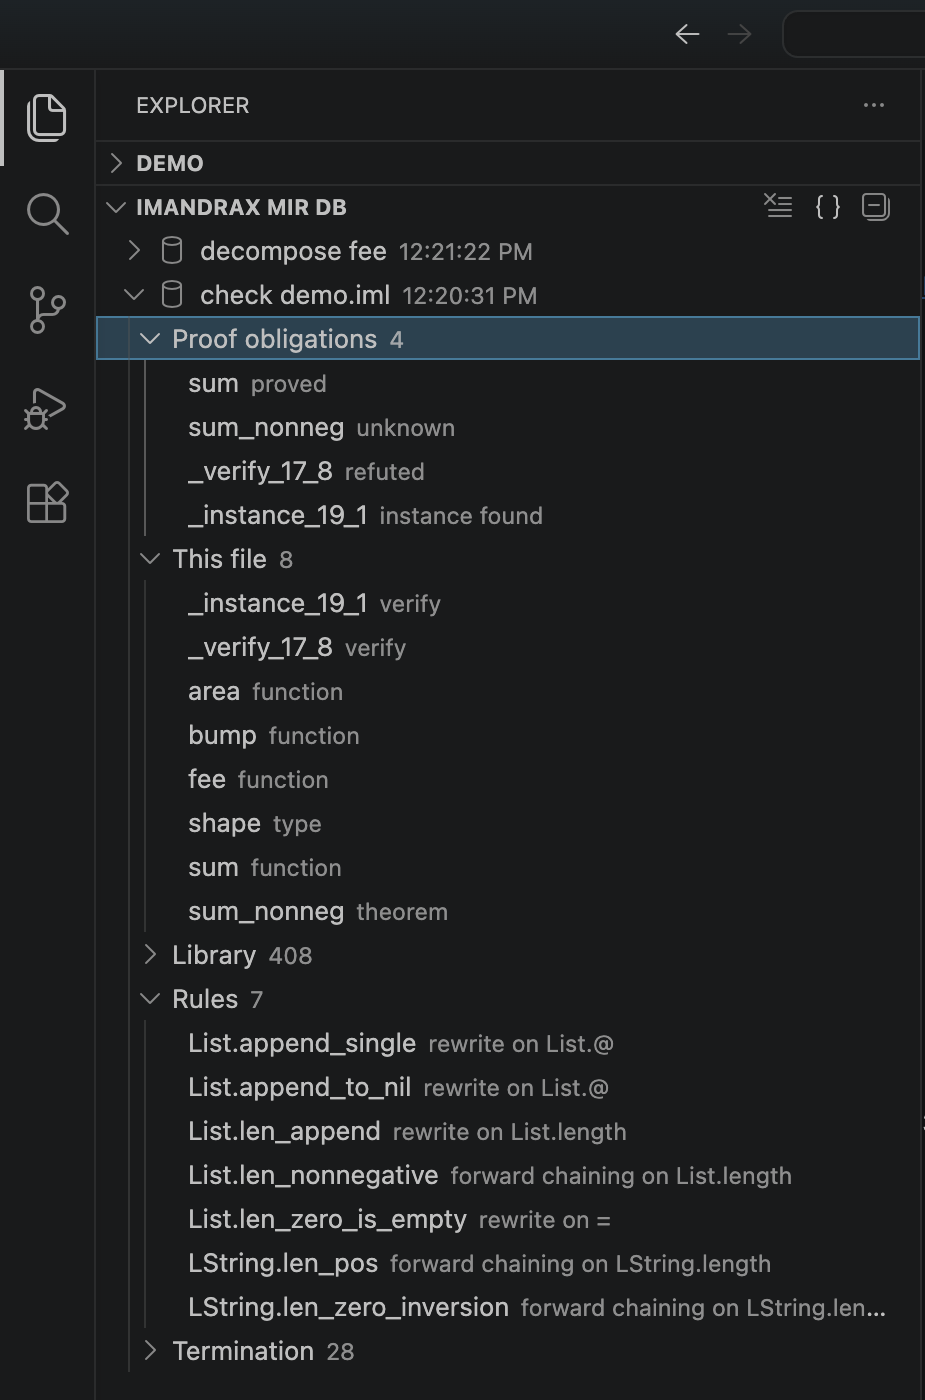 EXPLORER
DEMO
IMANDRAX MIR DB
decompose fee 12:21:22 PM
check demo.iml 12:20:31 PM
Proof obligations 4
sum proved
sum_nonneg unknown
_verify_17_8 refuted
_instance_19_1 instance found
This file 8
_instance_19_1 verify
_verify_17_8 verify
area function
bump function
fee function
shape type
sum function
sum_nonneg theorem
Library 408
Rules 7
List.append_single rewrite on List.@
List.append_to_nil rewrite on List.@
List.len_append rewrite on List.length
List.len_nonnegative forward chaining on List.length
List.len_zero_is_empty rewrite on =
LString.len_pos forward chaining on LString.length
LString.len_zero_inversion forward chaining on LString.len...
Termination 28